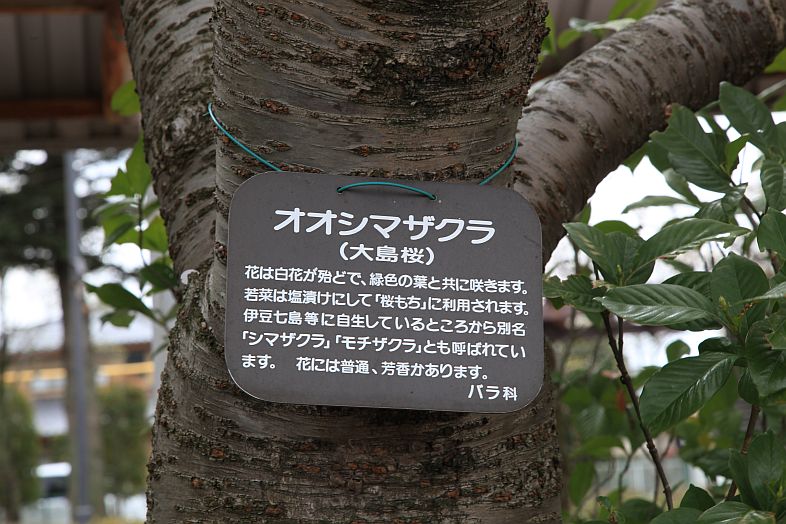 オオシマザクラ
(大島桜)
花は白花が殆どで、緑色の葉と共に咲きます。
若菜は塩漬けにして「桜もち」に利用されます。
伊豆七島等に自生しているところから別名
「シマザクラ」「モチザクラ」とも呼ばれてい
ます。 花には普通、芳香があります。
バラ科